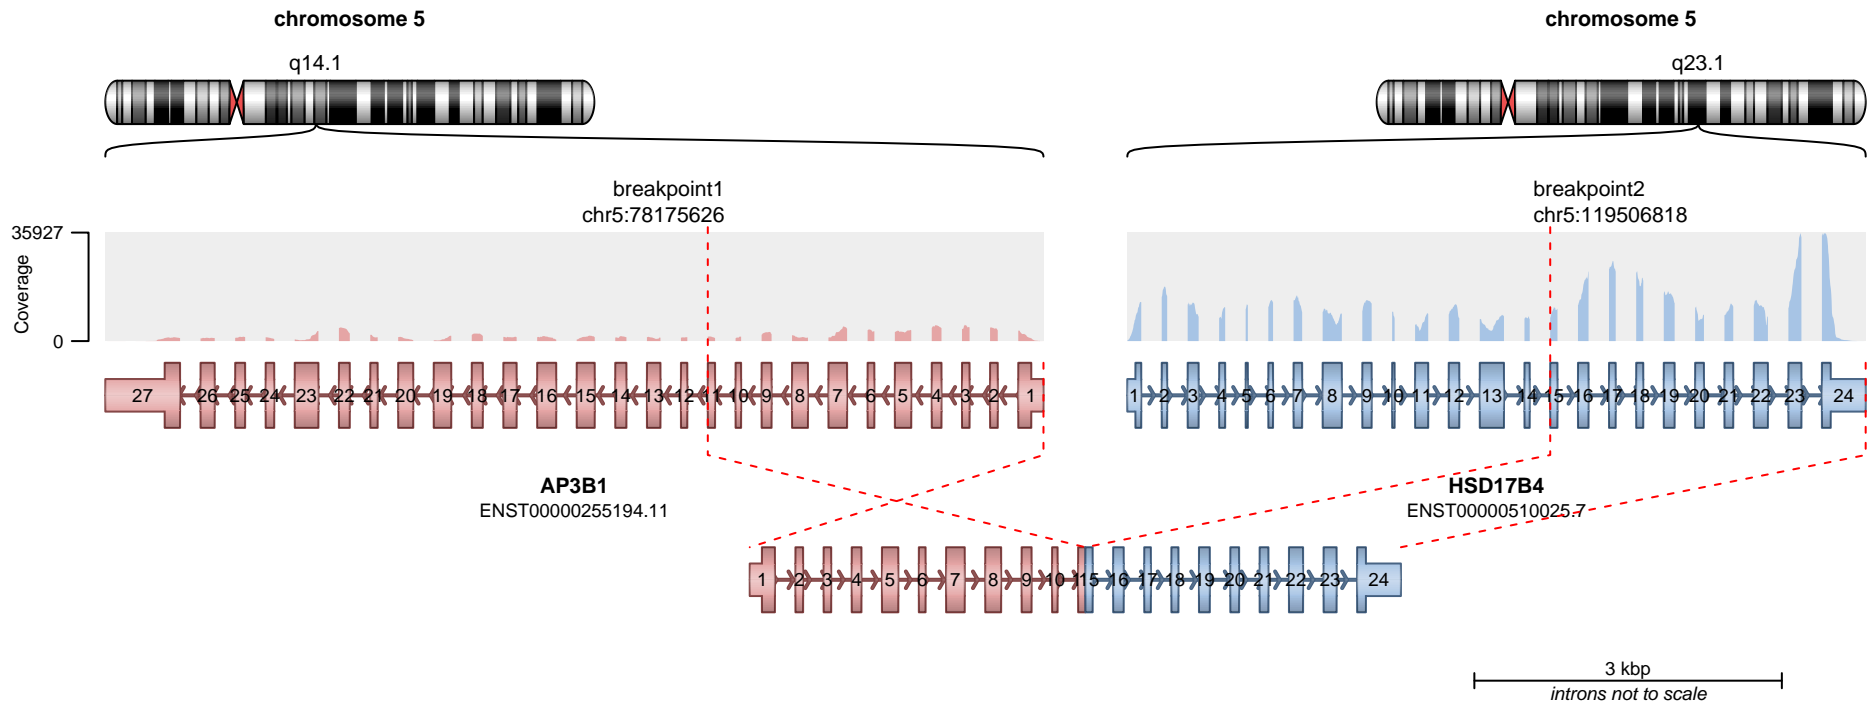 chromosome 5
chromosome 5
q14.1
q23.1
breakpoint1
chr5:78175626
breakpoint2
chr5:119506818
35927
Coverage
0
27 26 25 24 23 22 21 20 19 18 17 16 15 14 13 12 11 10 9 8 7 6 5 4 3 2 1
1 2 3 4 5 6 7 8 9 10 11 12 13 14 15 16 17 18 19 20 21 22 23 24
AP3B1
ENST00000255194.11
HSD17B4
ENST00000510025.7
1 2 3 4 5 6 7 8 9 10 15 16 17 18 19 20 21 22 23 24
3 kbp
introns not to scale